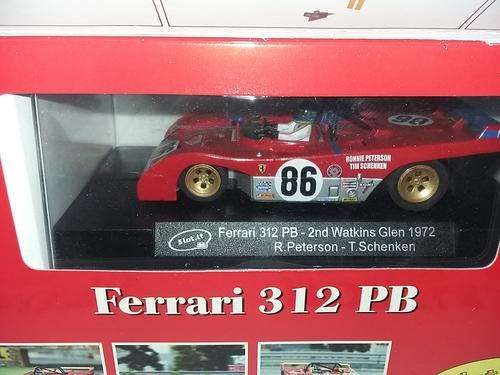 RONNIE PETERSON
TIM SCHENKEN
86
86
Slot.it
Ferrari 312 PB - 2nd Watkins Glen 1972
R.Peterson - T.Schenken
Ferrari 312 PB